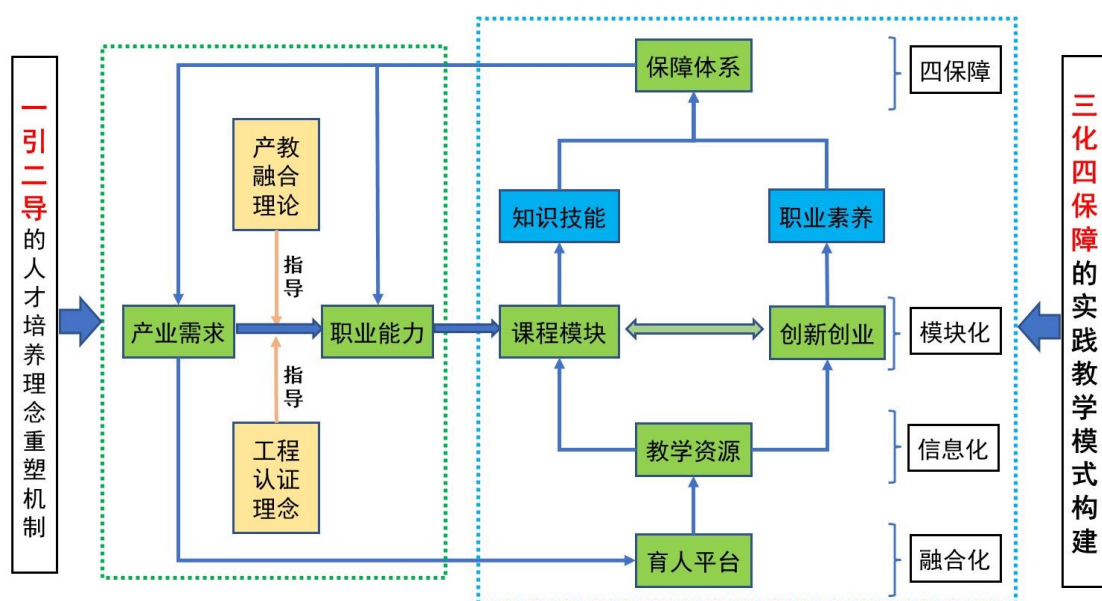 一引二导的人才培养理念重塑机制
产教
融合
理论
指导
产业需求
职业能力
指导
工程
认证
理念
保障体系
四保障
知识技能
职业素养
课程模块
创新创业
模块化
教学资源
信息化
育人平台
融合化
三化四保障的实践教学模式构建